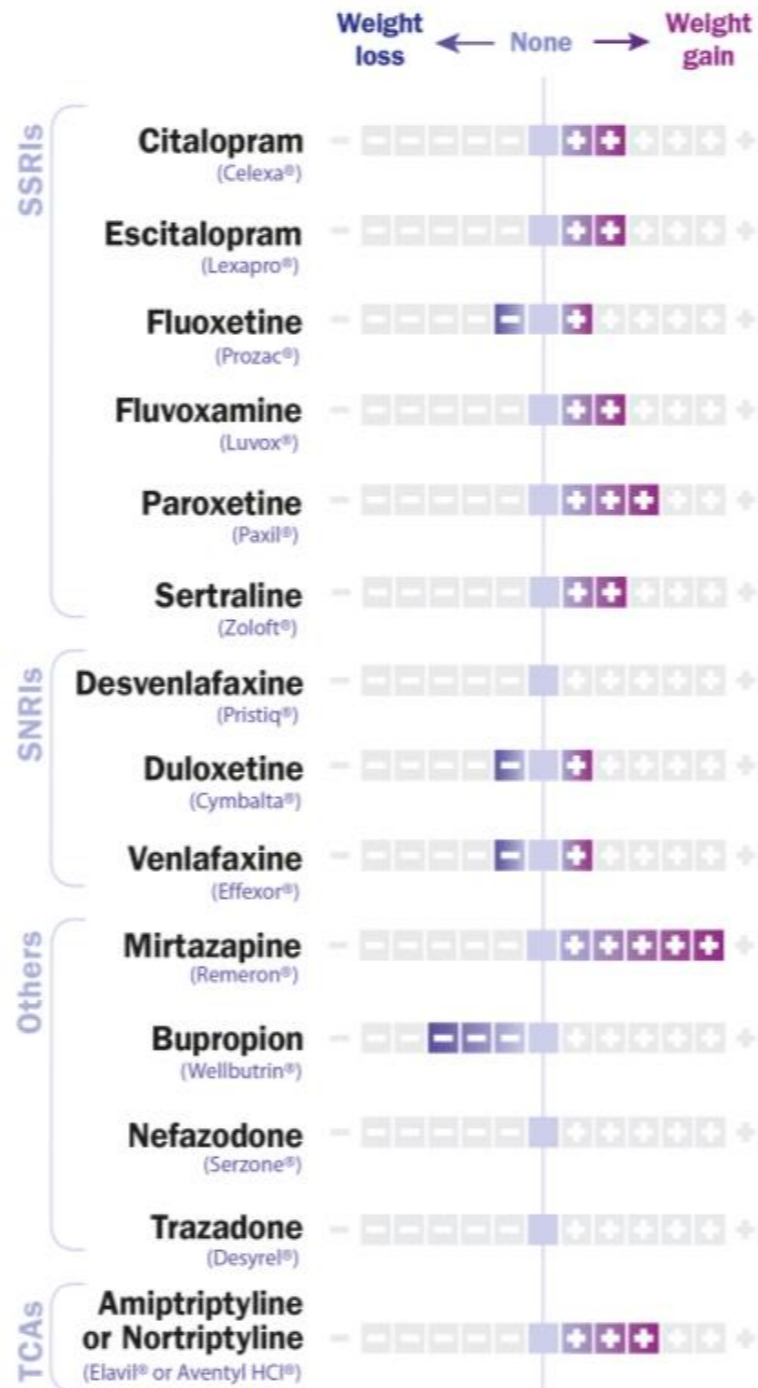 Weight loss
None
Weight gain
SSRIs
Citalopram
(Celexa®)
Escitalopram
(Lexapro®)
Fluoxetine
(Prozac®)
Fluvoxamine
(Luvox®)
Paroxetine
(Paxil®)
Sertraline
(Zoloft®)
SNRIs
Desvenlafaxine
(Pristiq®)
Duloxetine
(Cymbalta®)
Venlafaxine
(Effexor®)
Others
Mirtazapine
(Remeron®)
Bupropion
(Wellbutrin®)
Nefazodone
(Serzone®)
Trazadone
(Desyrel®)
TCAs
Amiptriptyline
or Nortriptyline
(Elavil® or Aventyl HCl®)